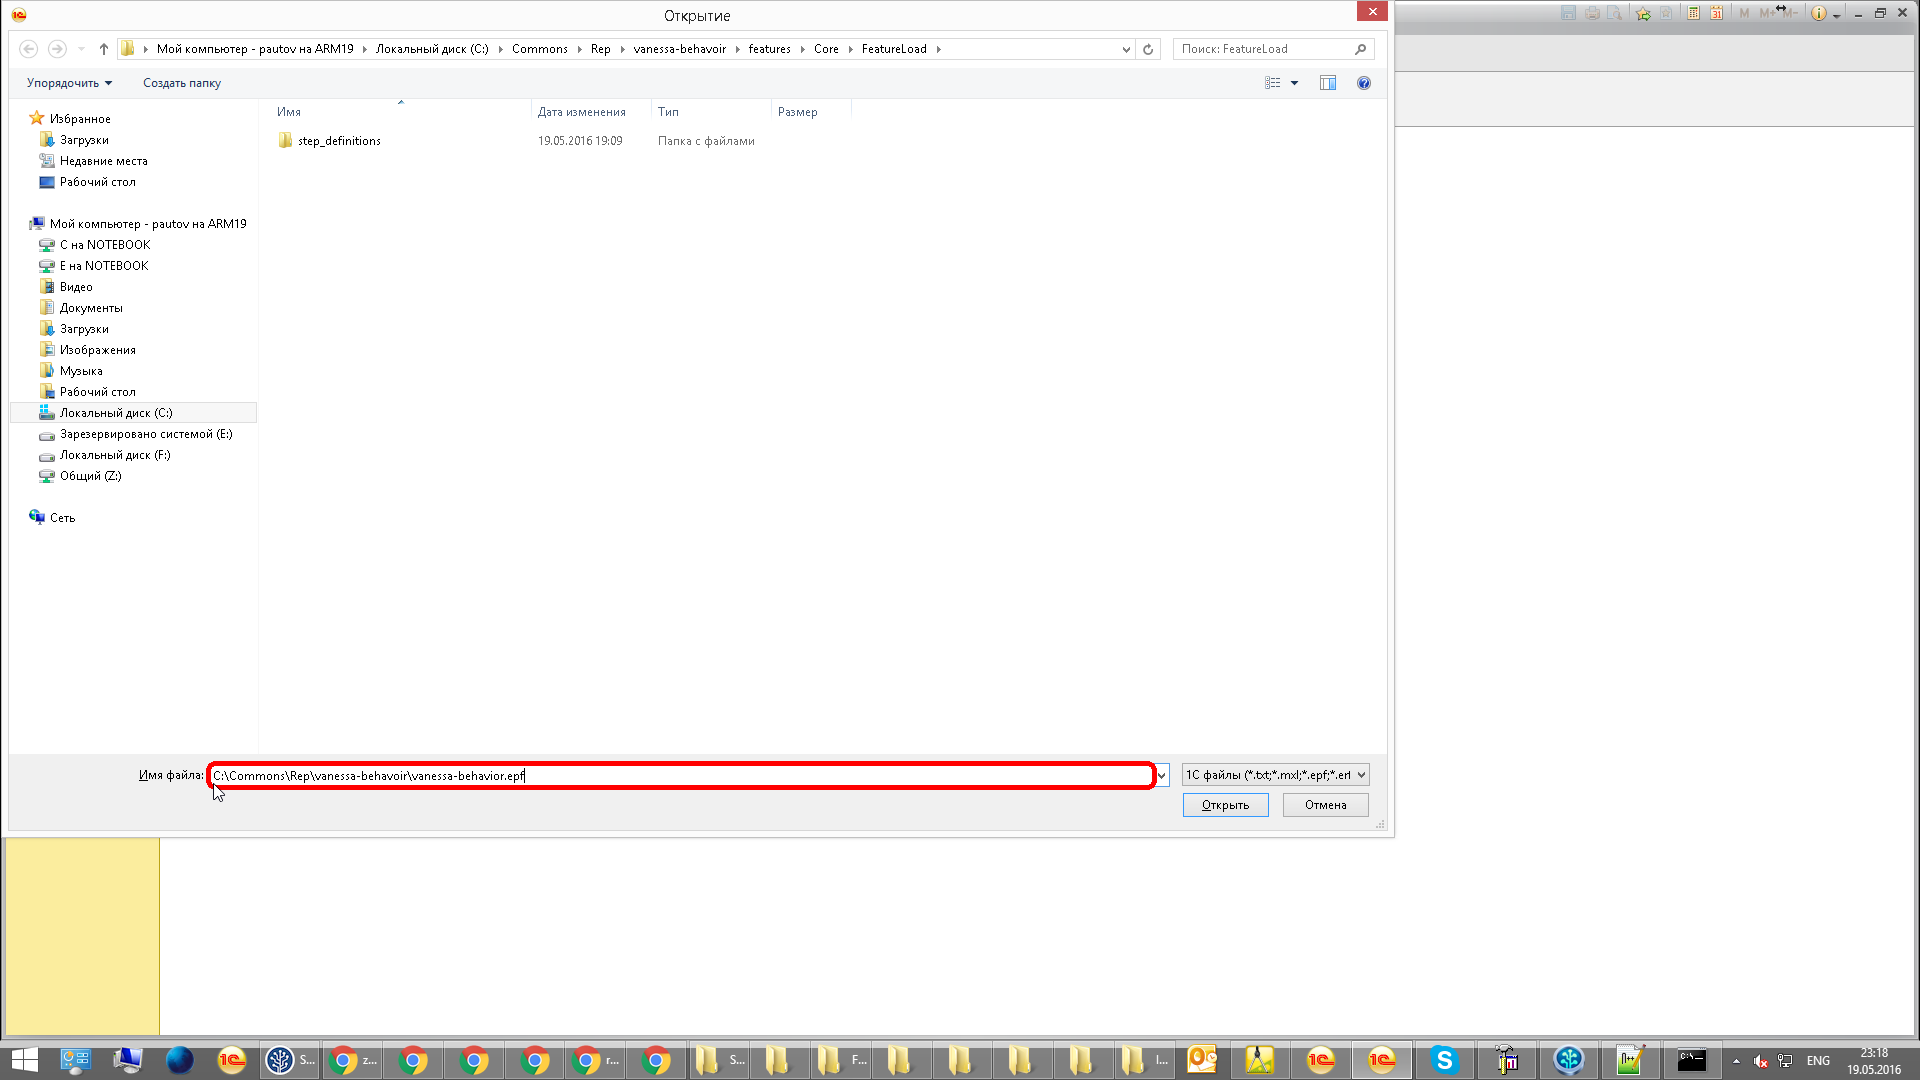 Открытие
Мой компьютер - pautov на ARM19 Локальный диск (C:) Commons Rep vanessa-behavoir features Core FeatureLoad
Поиск: FeatureLoad
Упорядочить Создать папку
Имя Дата изменения Тип Размер
step_definitions 19.05.2016 19:09 Папка с файлами
Избранное
Загрузки
Недавние места
Рабочий стол
Мой компьютер - pautov на ARM19
C на NOTEBOOK
E на NOTEBOOK
Видео
Документы
Загрузки
Изображения
Музыка
Рабочий стол
Локальный диск (C:)
Зарезервировано системой (E:)
Локальный диск (F:)
Общий (Z:)
Сеть
Имя файла: C:\Commons\Rep\vanessa-behavoir\vanessa-behavior.epf
1С файлы (*.txt;*.mxl;*.epf;*.erf
Открыть Отмена
M M+ M-
31
S... z... r... S... F... I...
ENG
23:18
19.05.2016